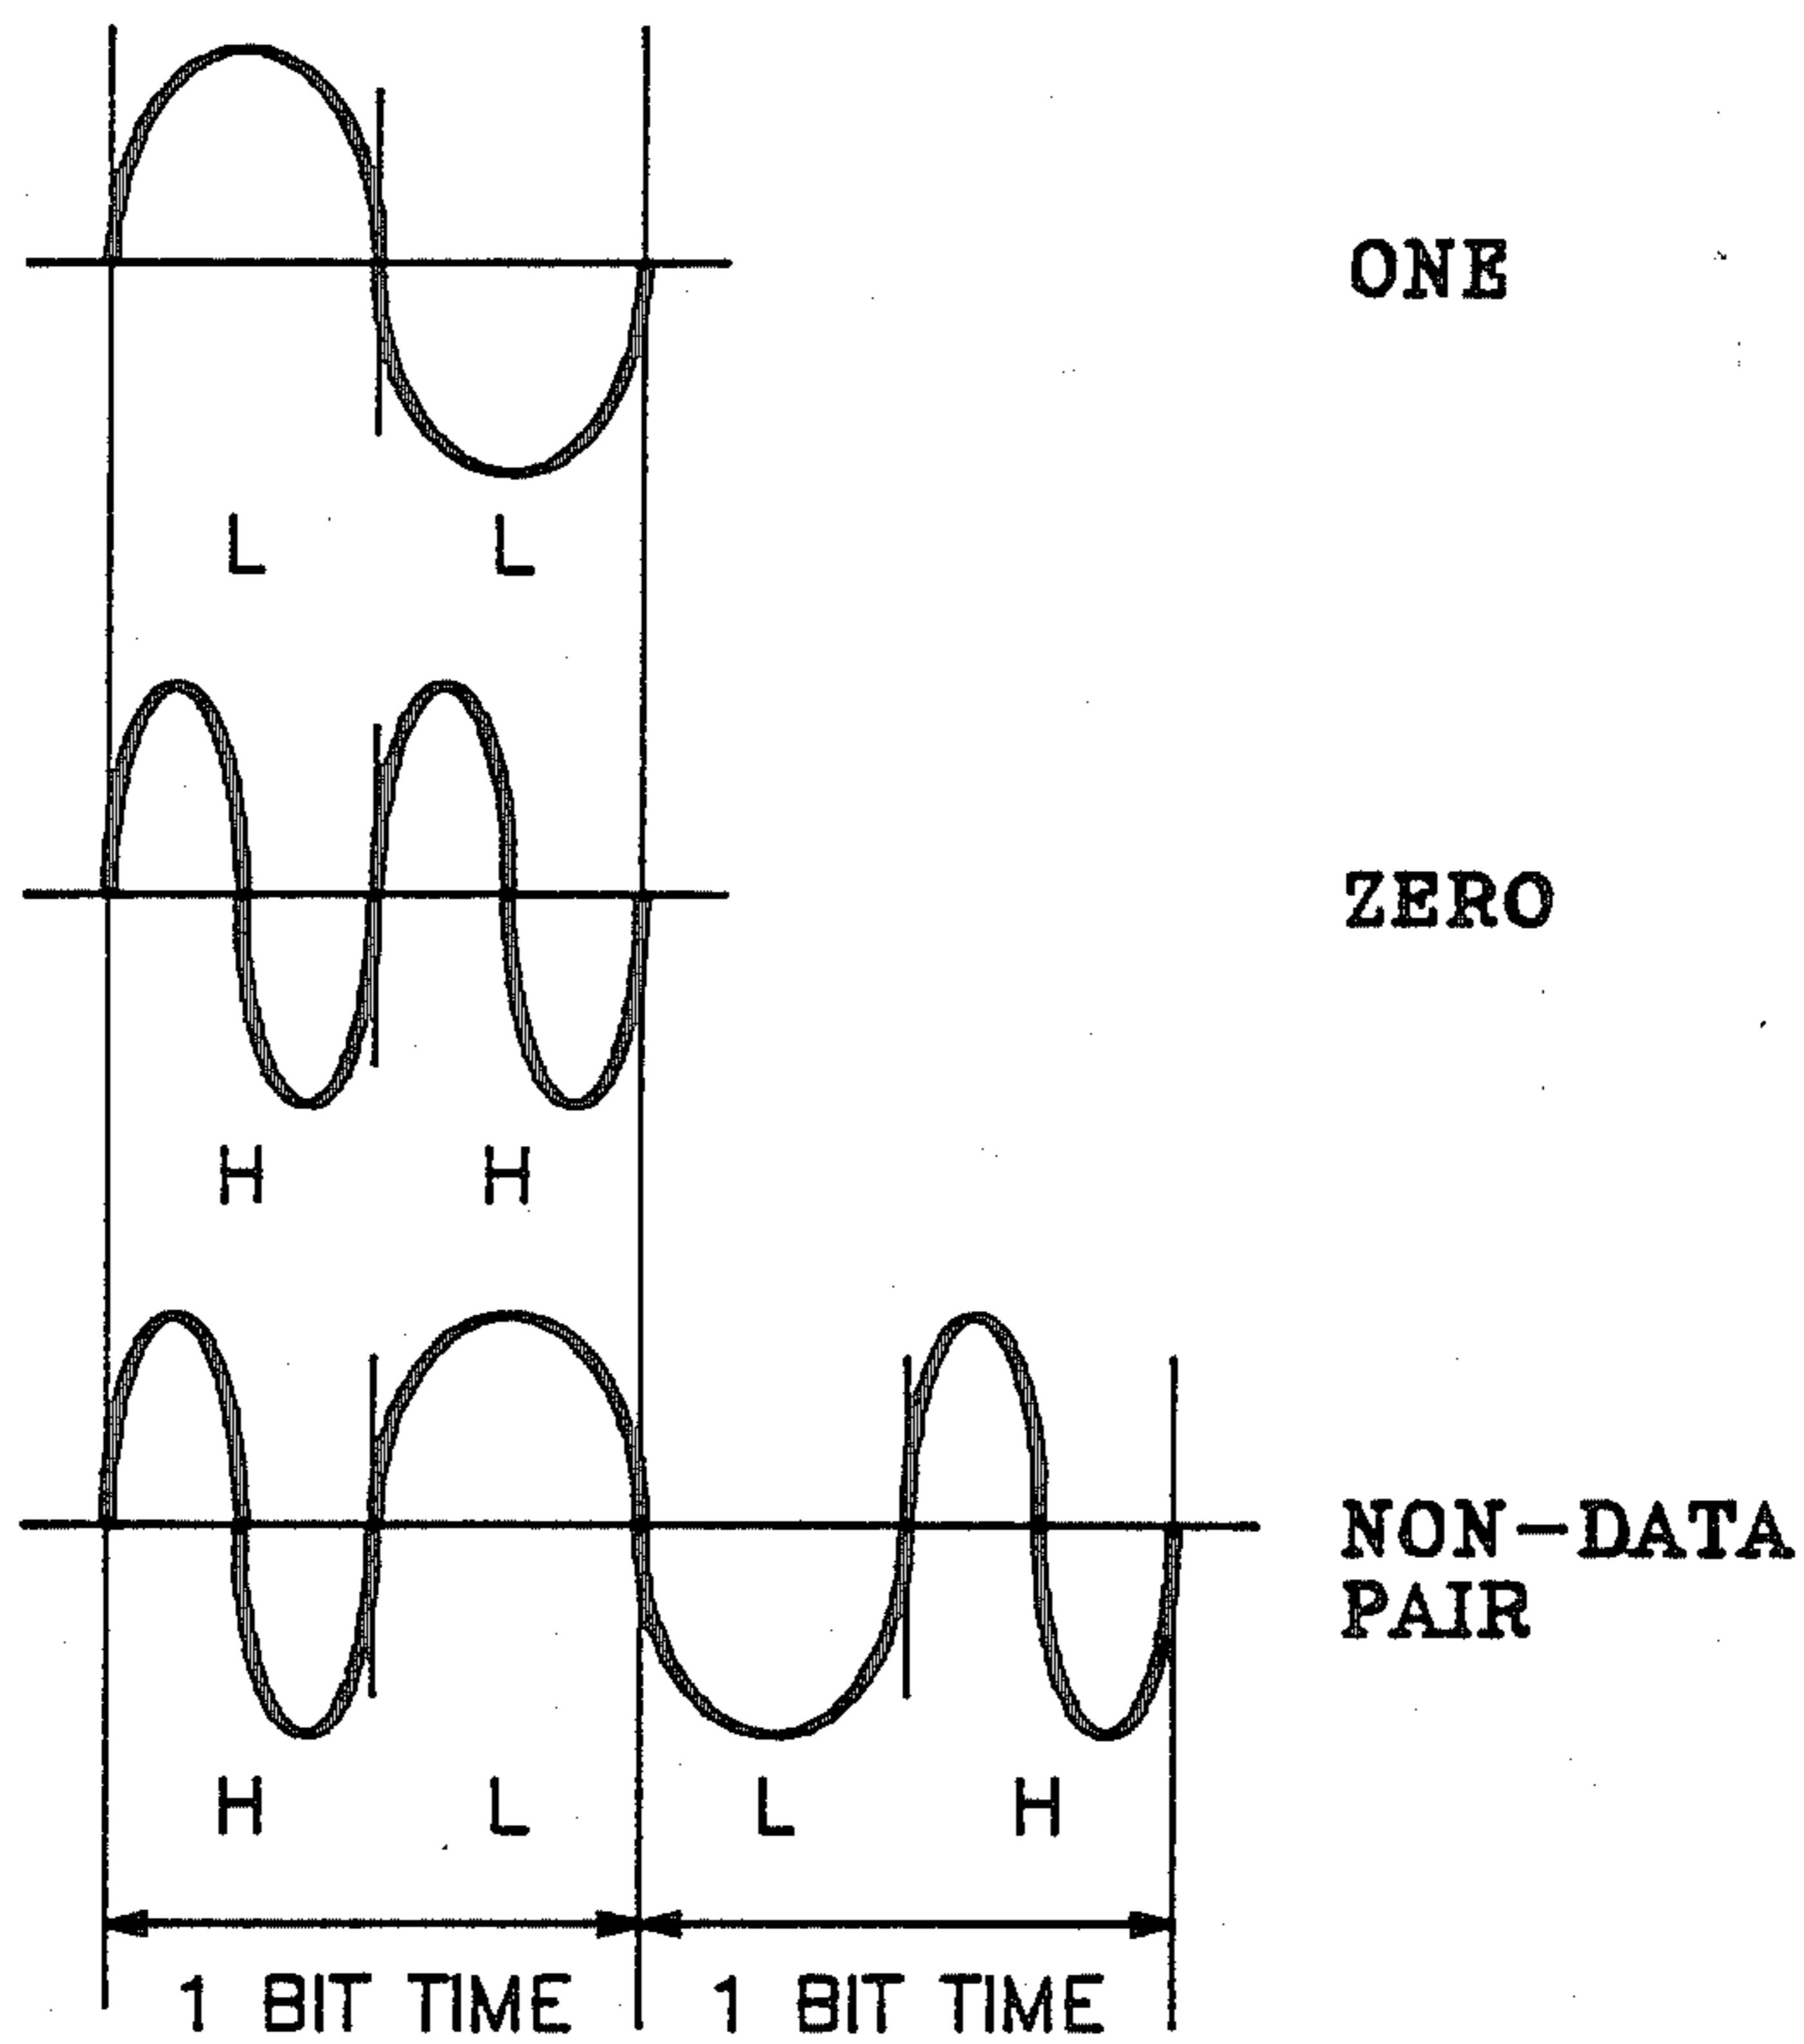 ONE
L L
ZERO
H H
NON-DATA
PAIR
H L L H
1 BIT TIME 1 BIT TIME